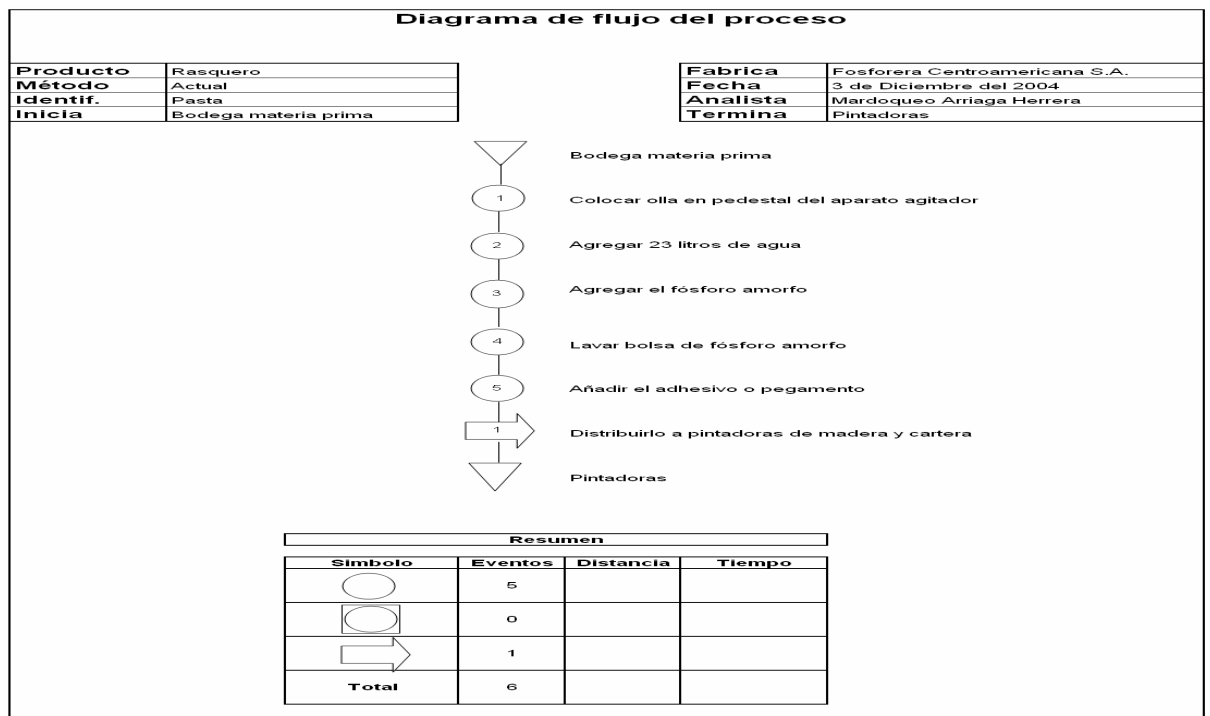 Diagrama de flujo del proceso
Producto Rasquero Fabrica Fosforera Centroamericana S.A.
Método Actual Fecha 3 de Diciembre del 2004
Identif. Pasta Analista Mardoqueo Arriaga Herrera
Inicia Bodega materia prima Termina Pintadoras
Bodega materia prima
1 Colocar olla en pedestal del aparato agitador
2 Agregar 23 litros de agua
3 Agregar el fósforo amorfo
4 Lavar bolsa de fósforo amorfo
5 Añadir el adhesivo o pegamento
1 Distribuirlo a pintadoras de madera y cartera
Pintadoras
Resumen
Simbolo Eventos Distancia Tiempo
5
0
1
Total 6